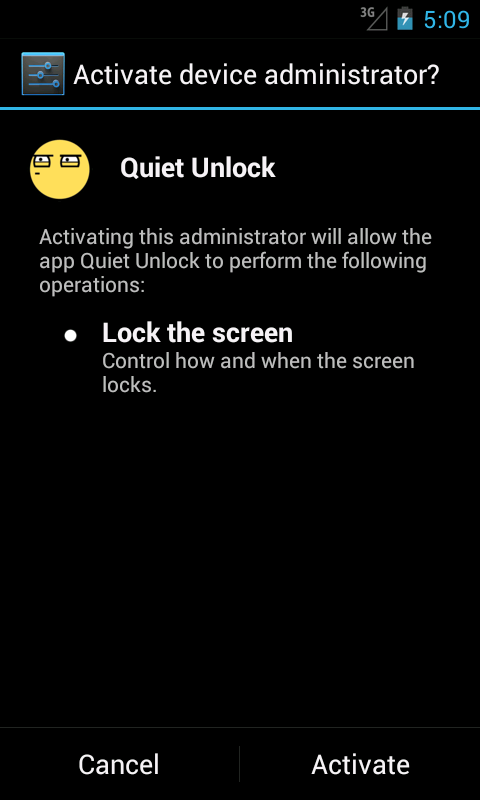 3G 5:09
Activate device administrator?
Quiet Unlock
Activating this administrator will allow the
app Quiet Unlock to perform the following
operations:
Lock the screen
Control how and when the screen
locks.
Cancel Activate